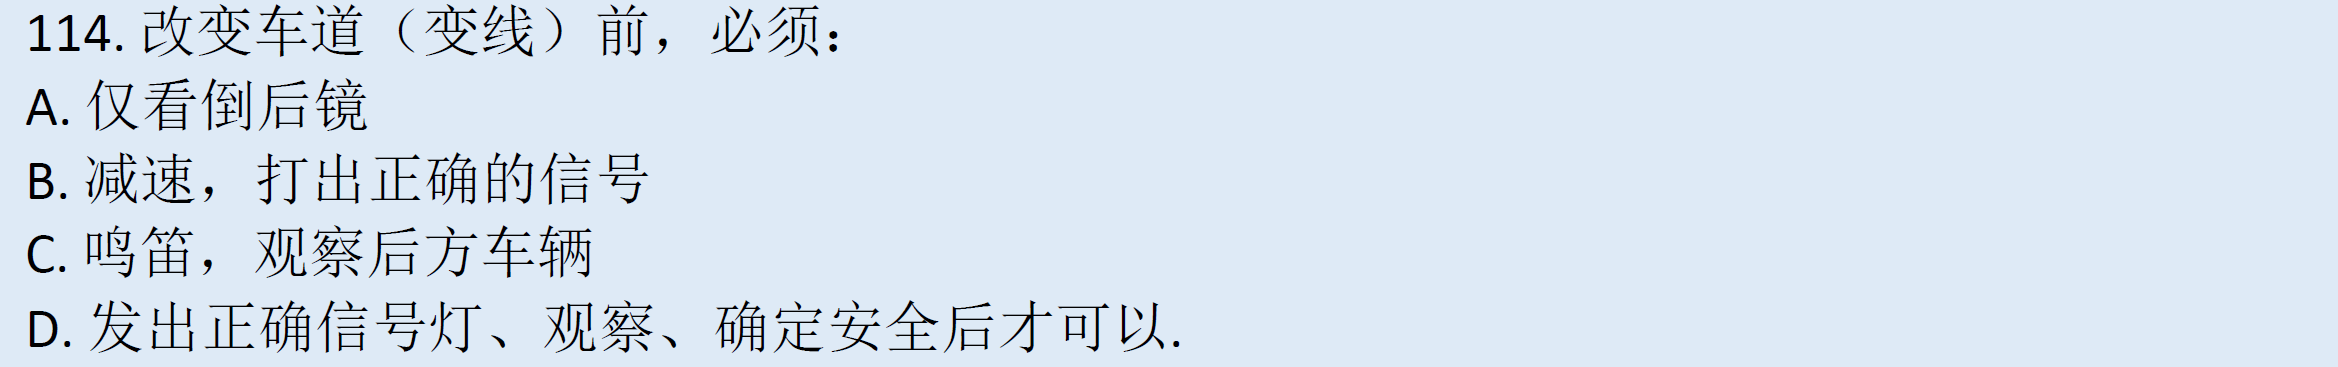 114. 改变车道（变线）前，必须：
A. 仅看倒后镜
B. 减速，打出正确的信号
C. 鸣笛，观察后方车辆
D. 发出正确信号灯、观察、确定安全后才可以.